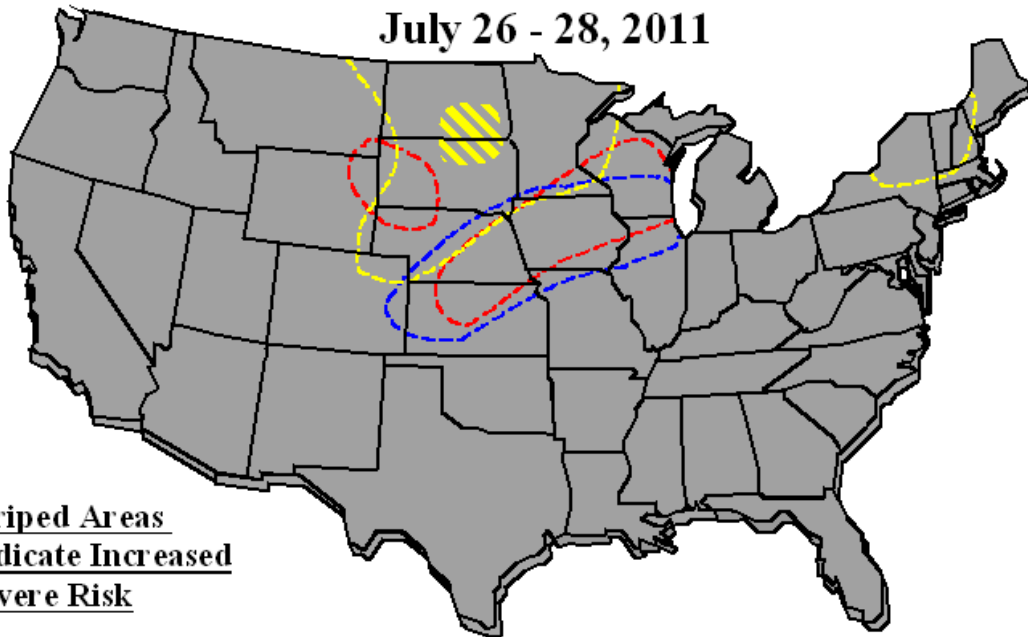 July 26 - 28, 2011
riped Areas
dicate Increased
vere Risk